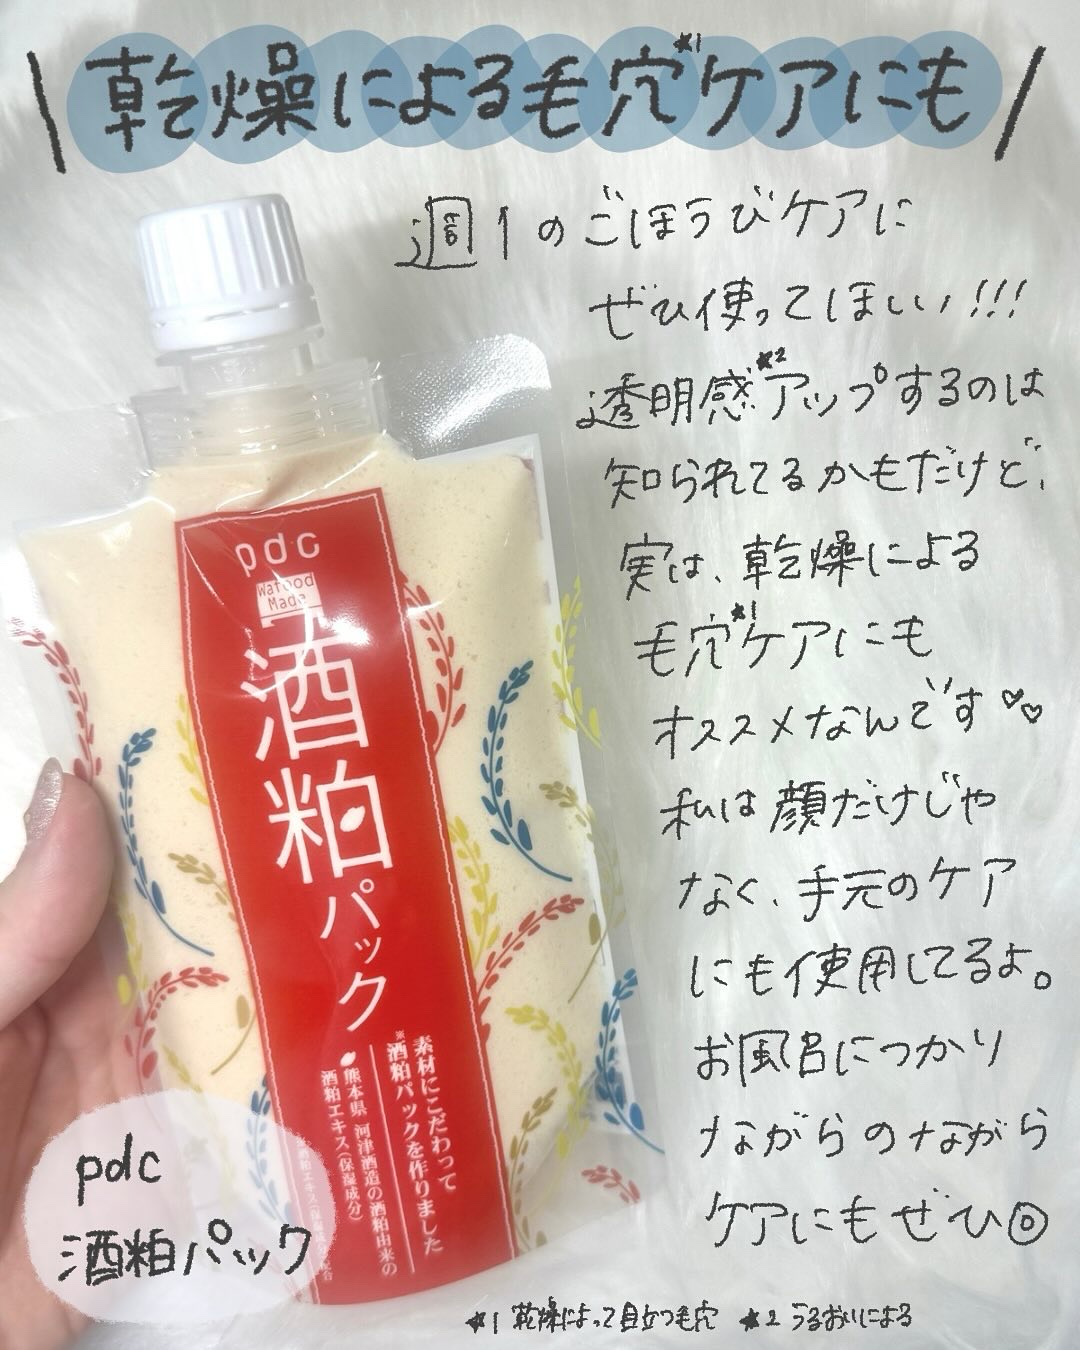 \ 乾燥による毛穴★1ケアにも /
週1のごほうびケアに
ぜひ使ってほしい!!!
透明感★2アップするのは
知られてるかもだけど、
実は、乾燥による
毛穴★1ケアにも
オススメなんです♡♡
私は顔だけじゃ
なく、手元のケア
にも使用してるよ。
お風呂につかり
ながらのながら
ケアにもぜひ◎
pdc
Wafood
Made
酒粕パック
素材にこだわって
※酒粕パックを作りました
熊本県 河津酒造の酒粕由来の
酒粕エキス(保湿成分)
pdc
酒粕パック
★1 乾燥によって目立つ毛穴 ★2 うるおいによる